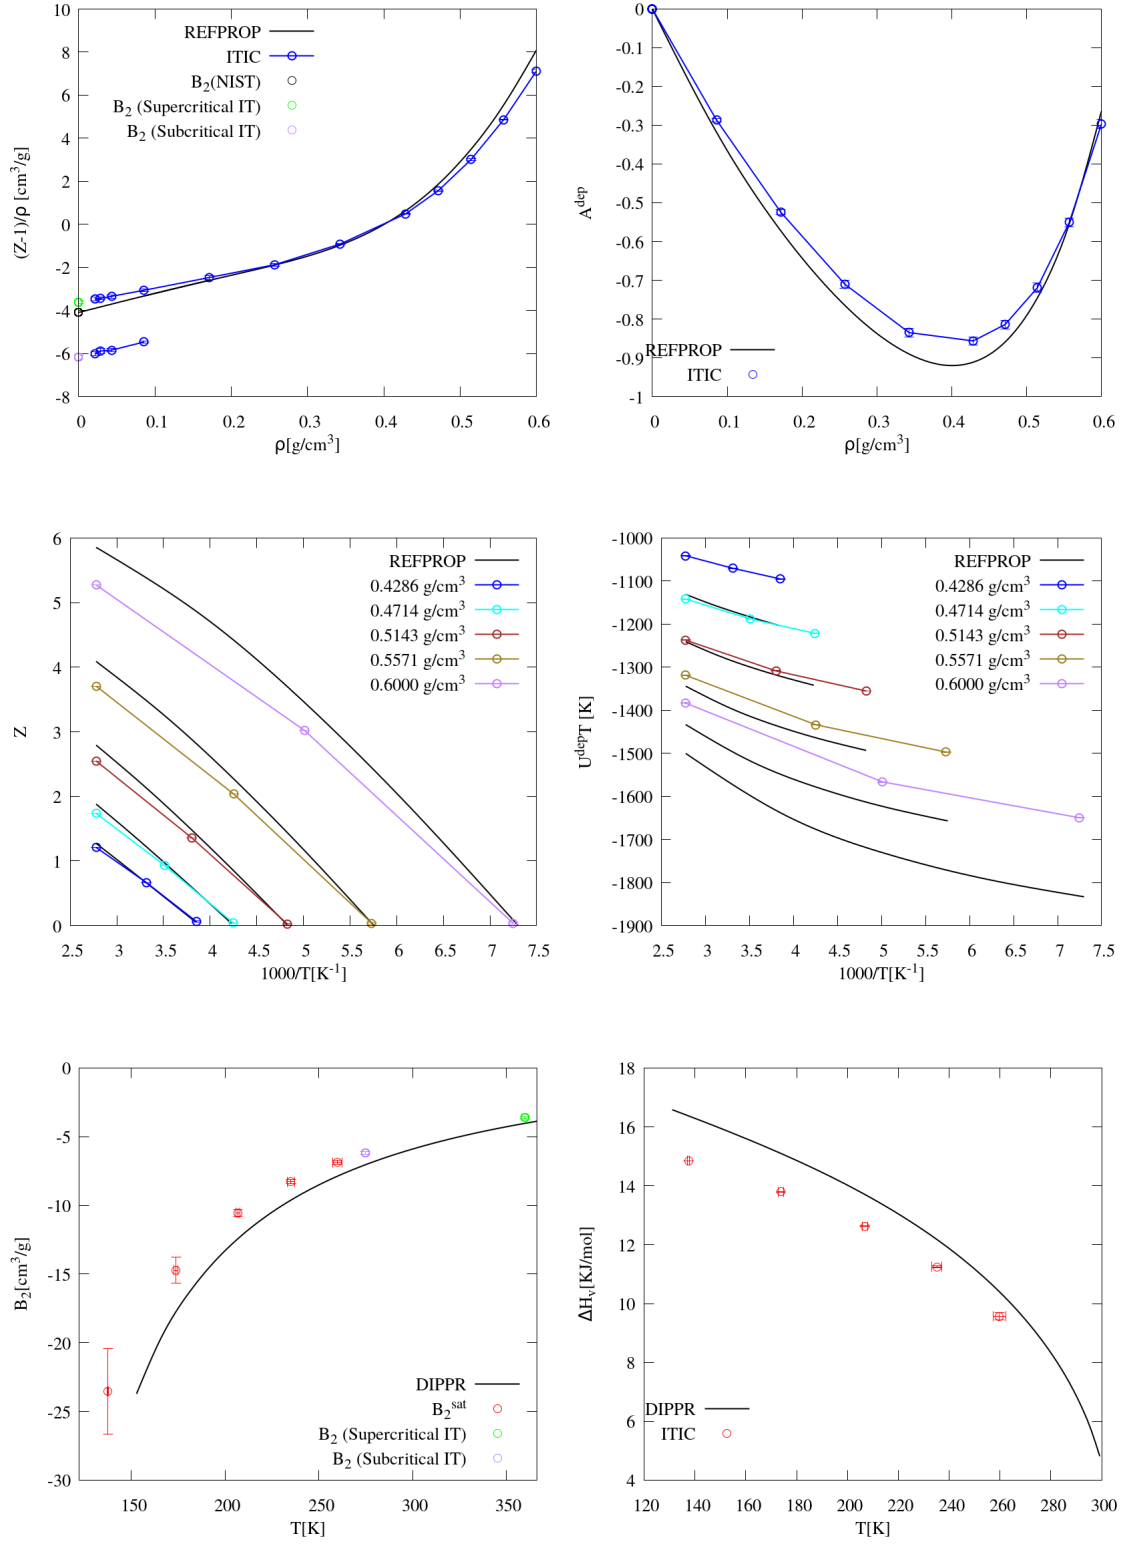 10
8
6
4
2
0
-2
-4
-6
-8
(Z-1)/ρ [cm³/g]
REFPROP
ITIC
B₂(NIST)
B₂ (Supercritical IT)
B₂ (Subcritical IT)
0 0.1 0.2 0.3 0.4 0.5 0.6
ρ[g/cm³]
0
-0.1
-0.2
-0.3
-0.4
-0.5
-0.6
-0.7
-0.8
-0.9
-1
A^dep
REFPROP
ITIC
0 0.1 0.2 0.3 0.4 0.5 0.6
ρ[g/cm³]
6
5
4
3
2
1
0
Z
REFPROP
0.4286 g/cm³
0.4714 g/cm³
0.5143 g/cm³
0.5571 g/cm³
0.6000 g/cm³
2.5 3 3.5 4 4.5 5 5.5 6 6.5 7 7.5
1000/T[K⁻¹]
-1000
-1100
-1200
-1300
-1400
-1500
-1600
-1700
-1800
-1900
U^depT [K]
REFPROP
0.4286 g/cm³
0.4714 g/cm³
0.5143 g/cm³
0.5571 g/cm³
0.6000 g/cm³
2.5 3 3.5 4 4.5 5 5.5 6 6.5 7 7.5
1000/T[K⁻¹]
0
-5
-10
-15
-20
-25
-30
B₂[cm³/g]
DIPPR
B₂^sat
B₂ (Supercritical IT)
B₂ (Subcritical IT)
150 200 250 300 350
T[K]
18
16
14
12
10
8
6
4
ΔHᵥ[KJ/mol]
DIPPR
ITIC
120 140 160 180 200 220 240 260 280 300
T[K]